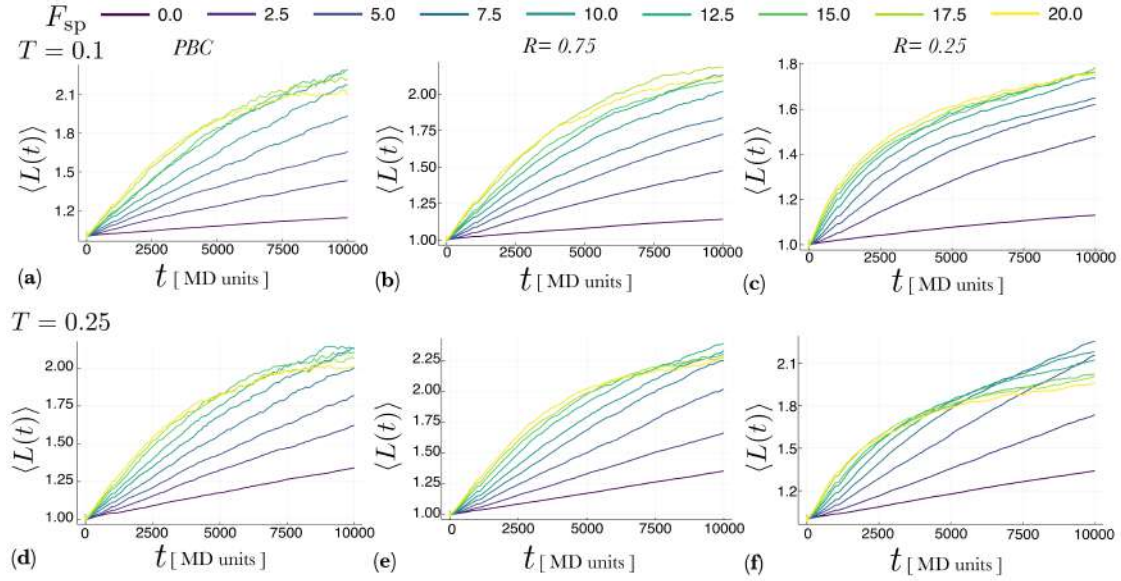 F_sp 0.0 2.5 5.0 7.5 10.0 12.5 15.0 17.5 20.0
T = 0.1 PBC R= 0.75 R= 0.25
2.1
1.8
1.5
1.2
⟨L(t)⟩
0 2500 5000 7500 10000
(a) t [ MD units ]
2.00
1.75
1.50
1.25
1.00
⟨L(t)⟩
0 2500 5000 7500 10000
(b) t [ MD units ]
1.8
1.6
1.4
1.2
1.0
⟨L(t)⟩
0 2500 5000 7500 10000
(c) t [ MD units ]
T = 0.25
2.00
1.75
1.50
1.25
1.00
⟨L(t)⟩
0 2500 5000 7500 10000
(d) t [ MD units ]
2.25
2.00
1.75
1.50
1.25
1.00
⟨L(t)⟩
0 2500 5000 7500 10000
(e) t [ MD units ]
2.1
1.8
1.5
1.2
⟨L(t)⟩
0 2500 5000 7500 10000
(f) t [ MD units ]